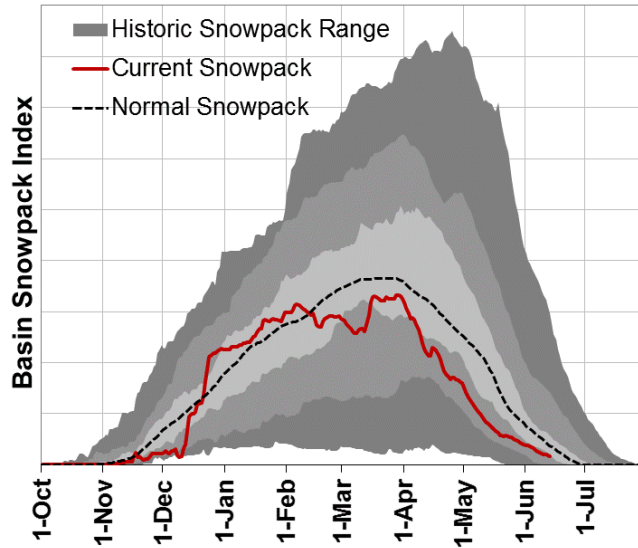 Historic Snowpack Range
Current Snowpack
Normal Snowpack
Basin Snowpack Index
1-Oct
1-Nov
1-Dec
1-Jan
1-Feb
1-Mar
1-Apr
1-May
1-Jun
1-Jul